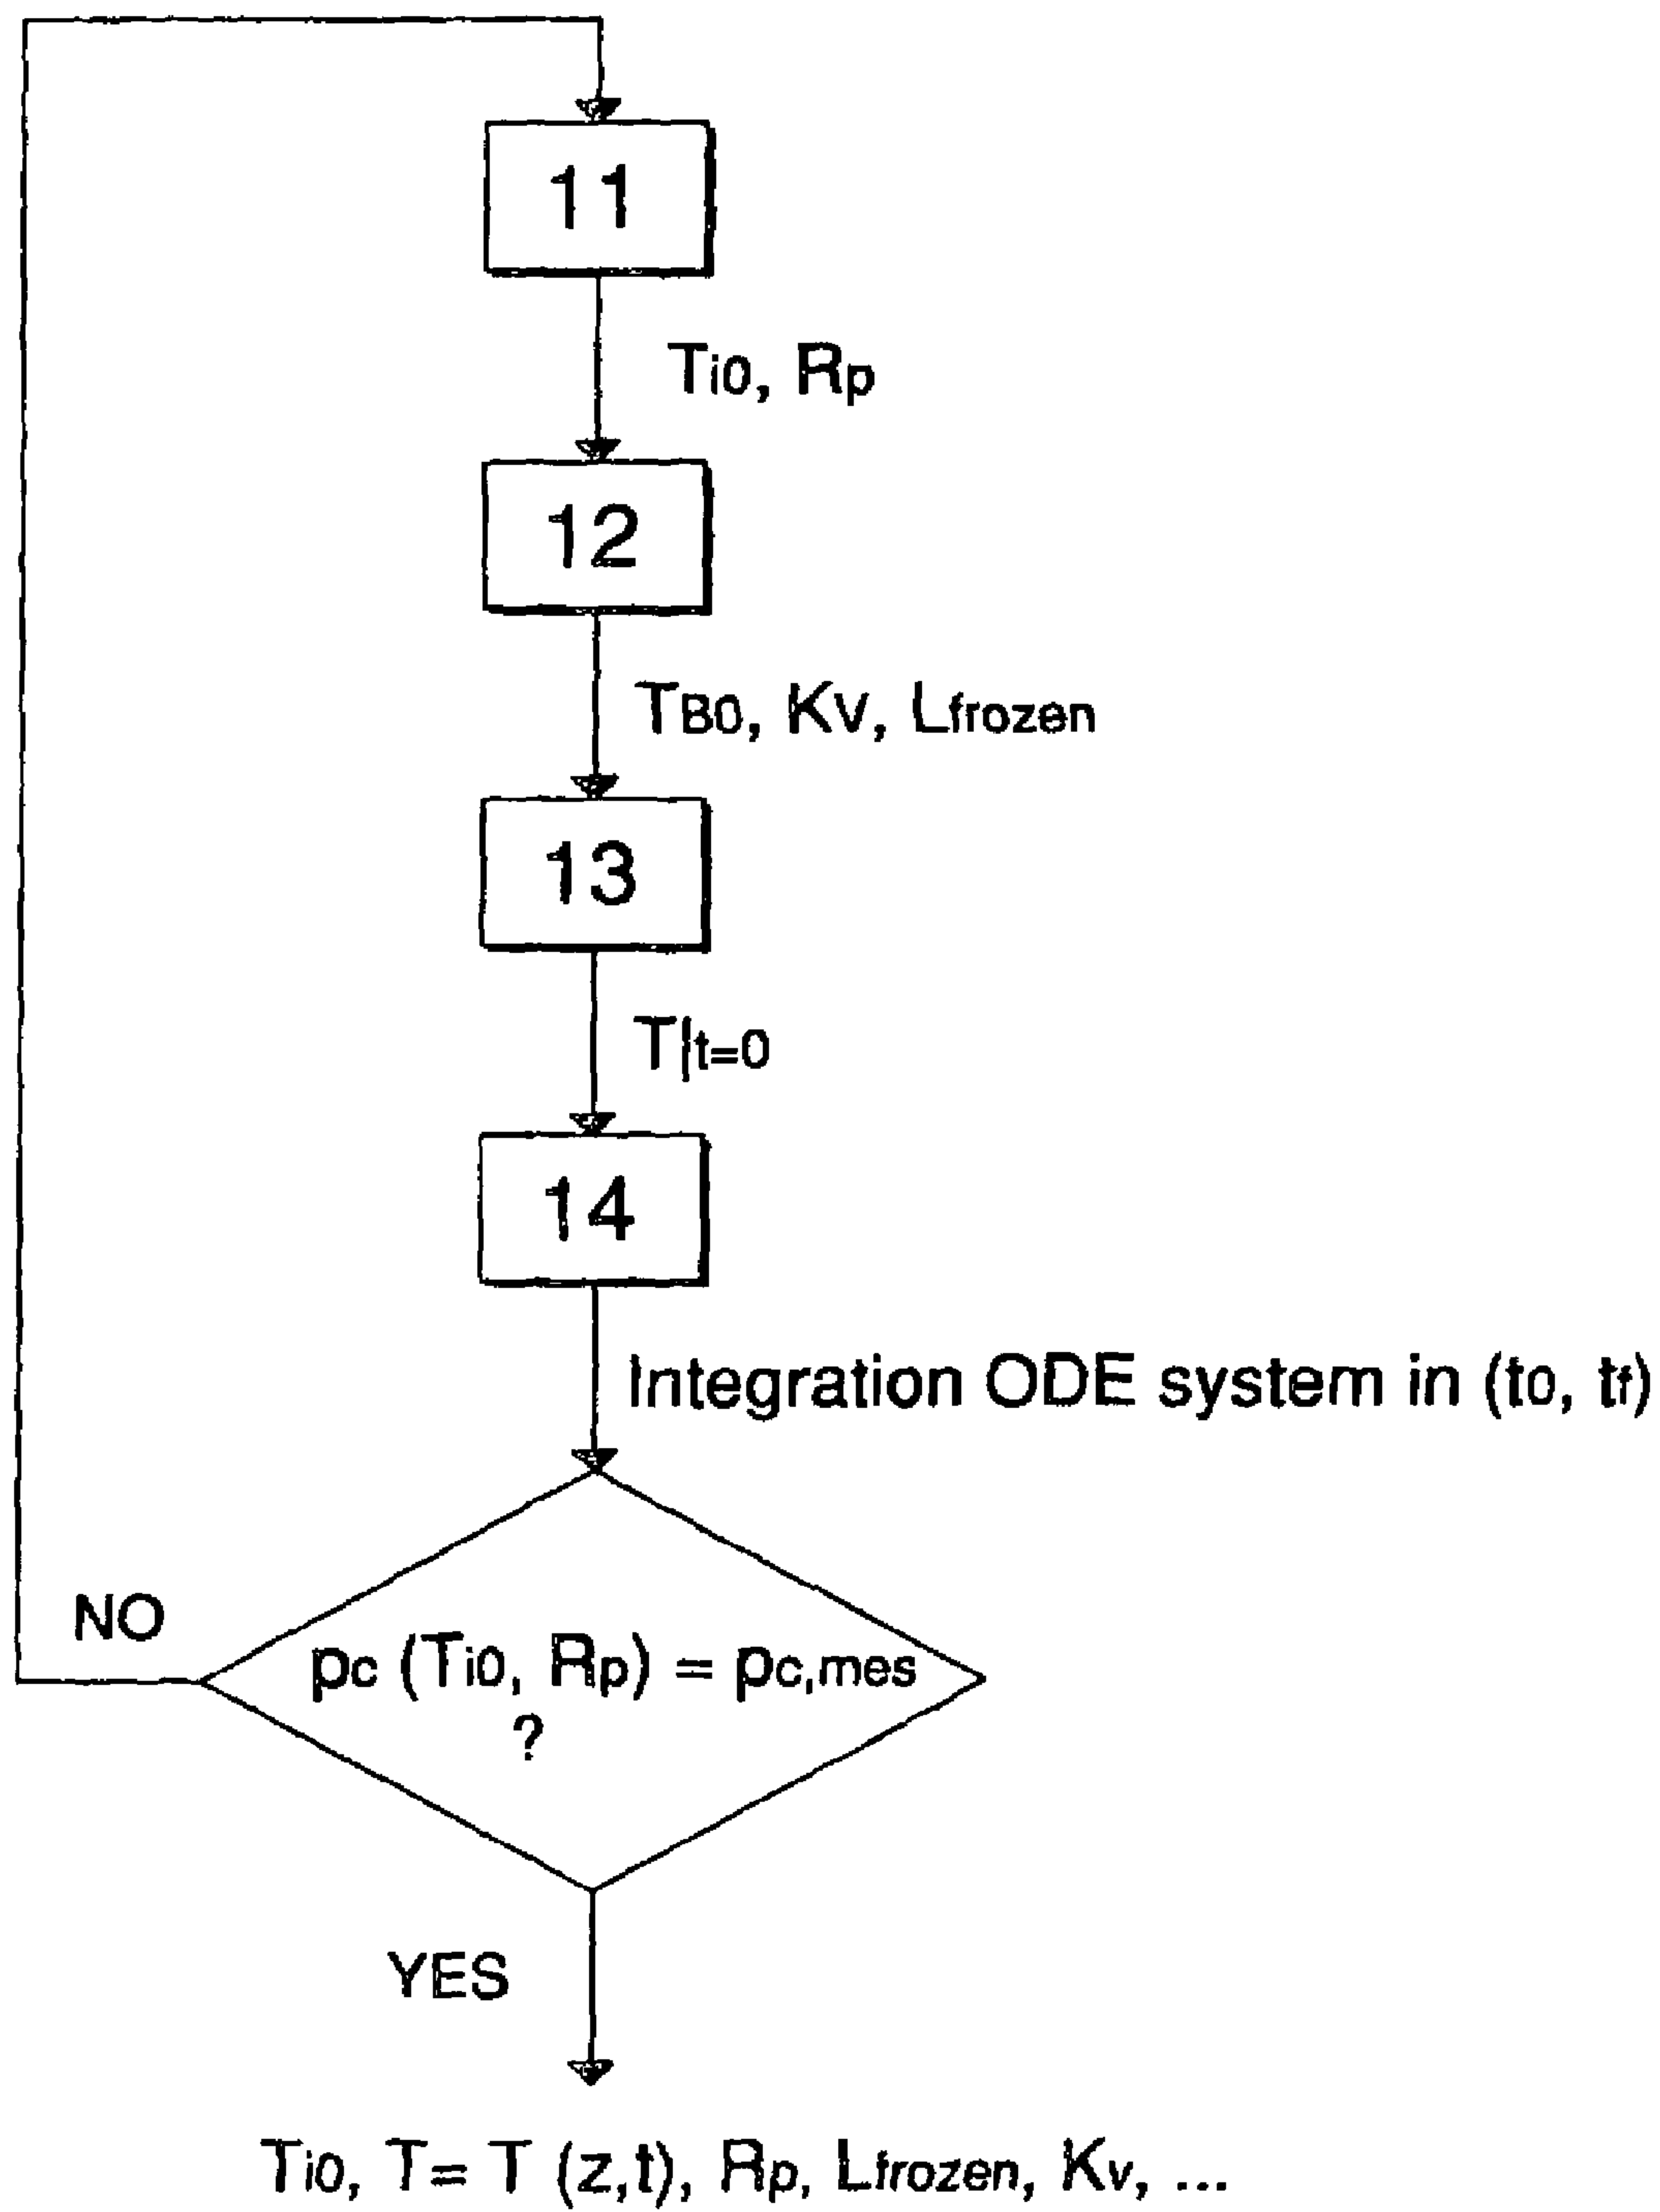 11
Ti0, Rp
12
TB0, Kv, Lfrozen
13
T|t=0
14
Integration ODE system in (t0, tf)
NO
pc (Ti0, Rp) = pc,mes
?
YES
Ti0, T= T (z,t), Rp, Lfrozen, Kv, ...